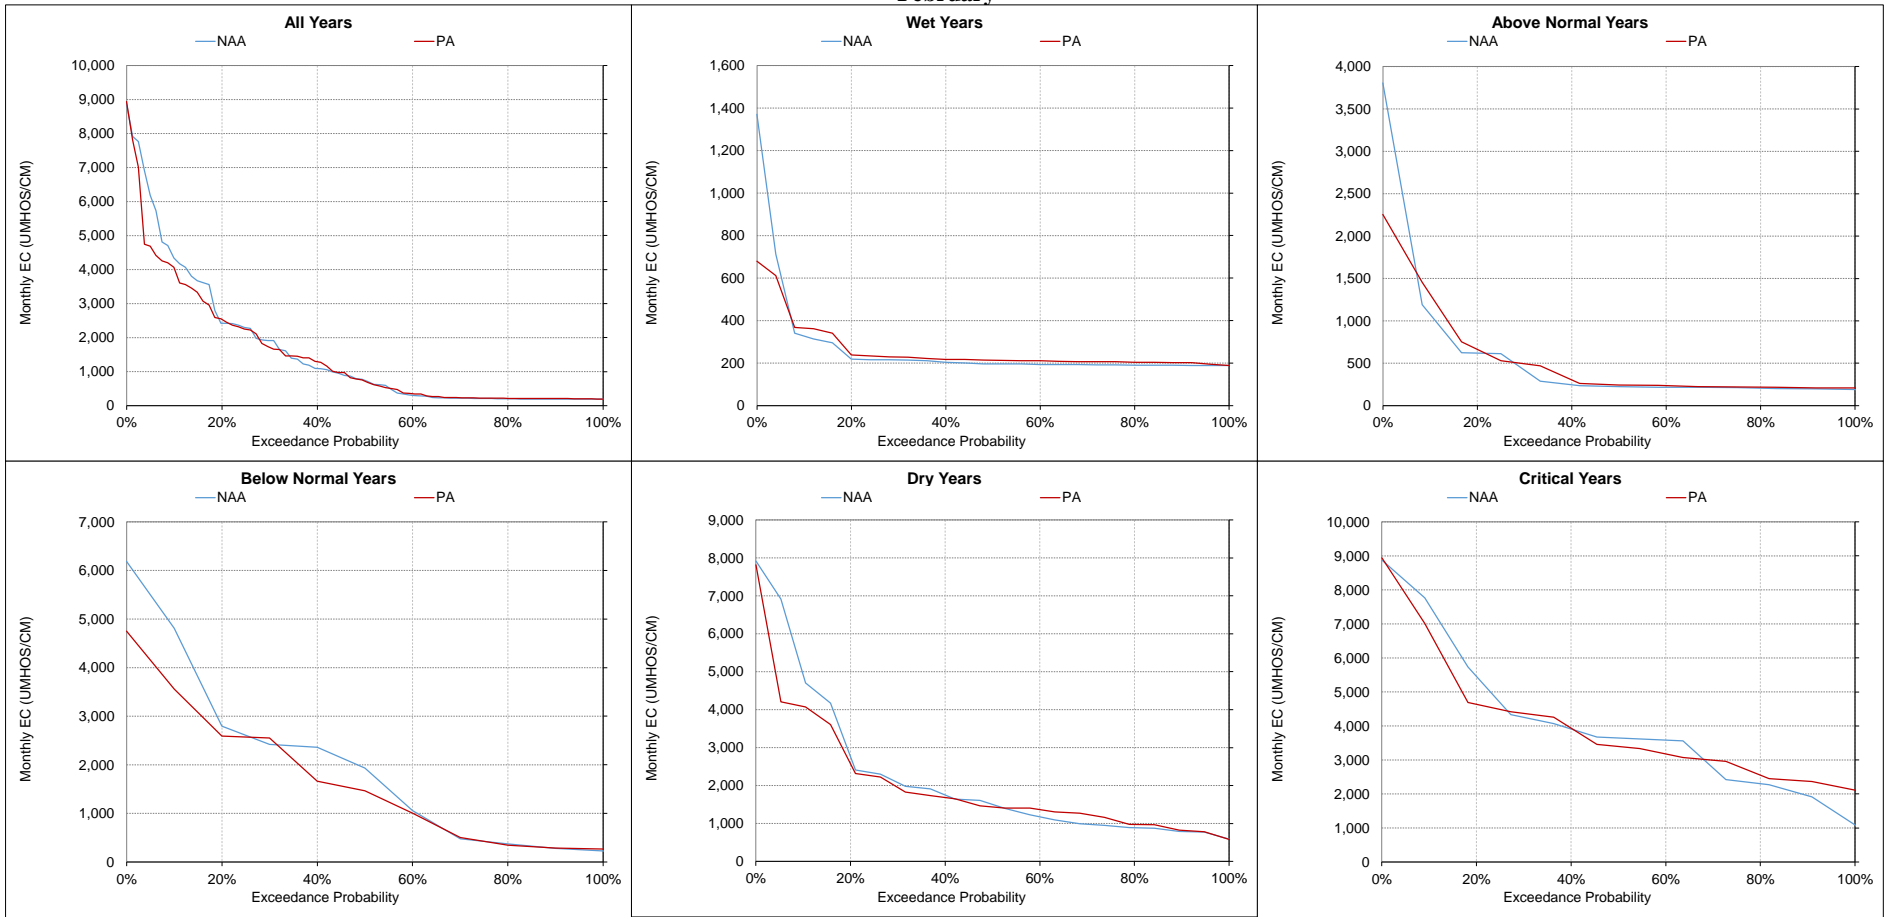 February
All Years
NAA PA
10,000
9,000
8,000
7,000
6,000
5,000
4,000
3,000
2,000
1,000
0
Monthly EC (UMHOS/CM)
0% 20% 40% 60% 80% 100%
Exceedance Probability
Wet Years
NAA PA
1,600
1,400
1,200
1,000
800
600
400
200
0
Monthly EC (UMHOS/CM)
0% 20% 40% 60% 80% 100%
Exceedance Probability
Above Normal Years
NAA PA
4,000
3,500
3,000
2,500
2,000
1,500
1,000
500
0
Monthly EC (UMHOS/CM)
0% 20% 40% 60% 80% 100%
Exceedance Probability
Below Normal Years
NAA PA
7,000
6,000
5,000
4,000
3,000
2,000
1,000
0
Monthly EC (UMHOS/CM)
0% 20% 40% 60% 80% 100%
Exceedance Probability
Dry Years
NAA PA
9,000
8,000
7,000
6,000
5,000
4,000
3,000
2,000
1,000
0
Monthly EC (UMHOS/CM)
0% 20% 40% 60% 80% 100%
Exceedance Probability
Critical Years
NAA PA
10,000
9,000
8,000
7,000
6,000
5,000
4,000
3,000
2,000
1,000
0
Monthly EC (UMHOS/CM)
0% 20% 40% 60% 80% 100%
Exceedance Probability